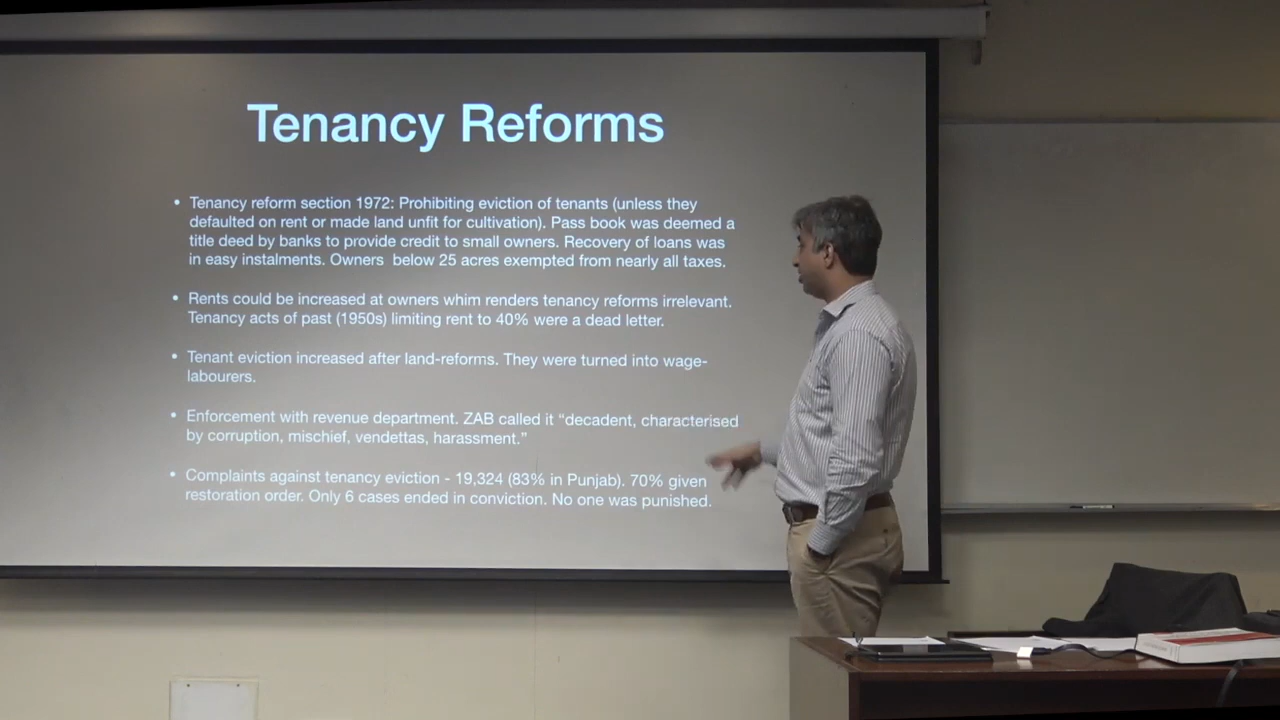 Tenancy Reforms
• Tenancy reform section 1972: Prohibiting eviction of tenants (unless they
defaulted on rent or made land unfit for cultivation). Pass book was deemed a
title deed by banks to provide credit to small owners. Recovery of loans was
in easy instalments. Owners below 25 acres exempted from nearly all taxes.
• Rents could be increased at owners whim renders tenancy reforms irrelevant.
Tenancy acts of past (1950s) limiting rent to 40% were a dead letter.
• Tenant eviction increased after land-reforms. They were turned into wage-
labourers.
• Enforcement with revenue department. ZAB called it “decadent, characterised
by corruption, mischief, vendettas, harassment.”
• Complaints against tenancy eviction - 19,324 (83% in Punjab). 70% given
restoration order. Only 6 cases ended in conviction. No one was punished.